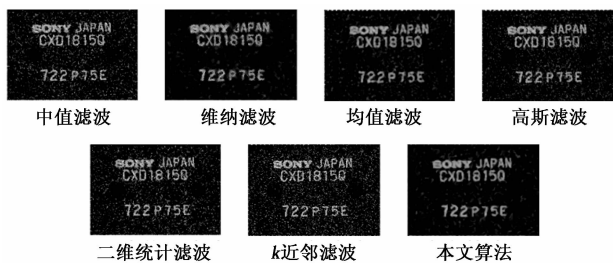 SONY JAPAN
CXD1815Q
722P75E
SONY JAPAN
CXD1815Q
722P75E
SONY JAPAN
CXD1815Q
722P75E
SONY JAPAN
CXD1815Q
722P75E
中值滤波
维纳滤波
均值滤波
高斯滤波
SONY JAPAN
CXD1815Q
722P75E
SONY JAPAN
CXD1815Q
722P75E
SONY JAPAN
CXD1815Q
722P75E
二维统计滤波
k近邻滤波
本文算法